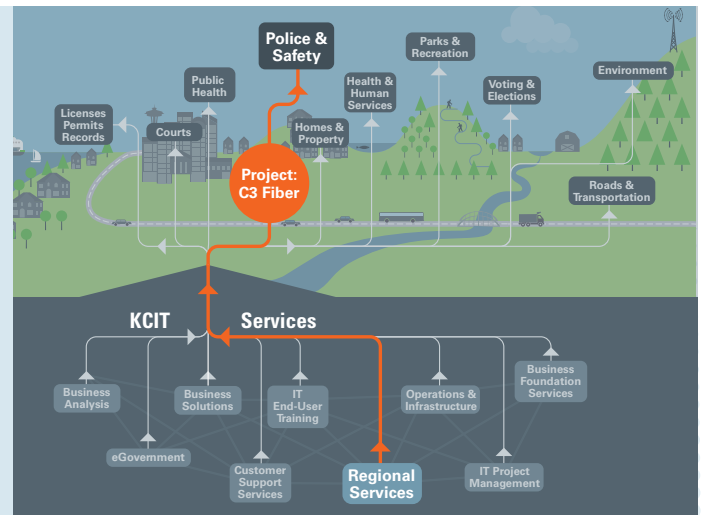 Police &
Safety
Parks &
Recreation
Environment
Public
Health
Health &
Human
Services
Voting &
Elections
Licenses
Permits
Records
Courts
Homes &
Property
Project:
C3 Fiber
Roads &
Transportation
KCIT Services
Business
Analysis
Business
Solutions
IT
End-User
Training
Operations &
Infrastructure
Business
Foundation
Services
eGovernment
Customer
Support
Services
Regional
Services
IT Project
Management